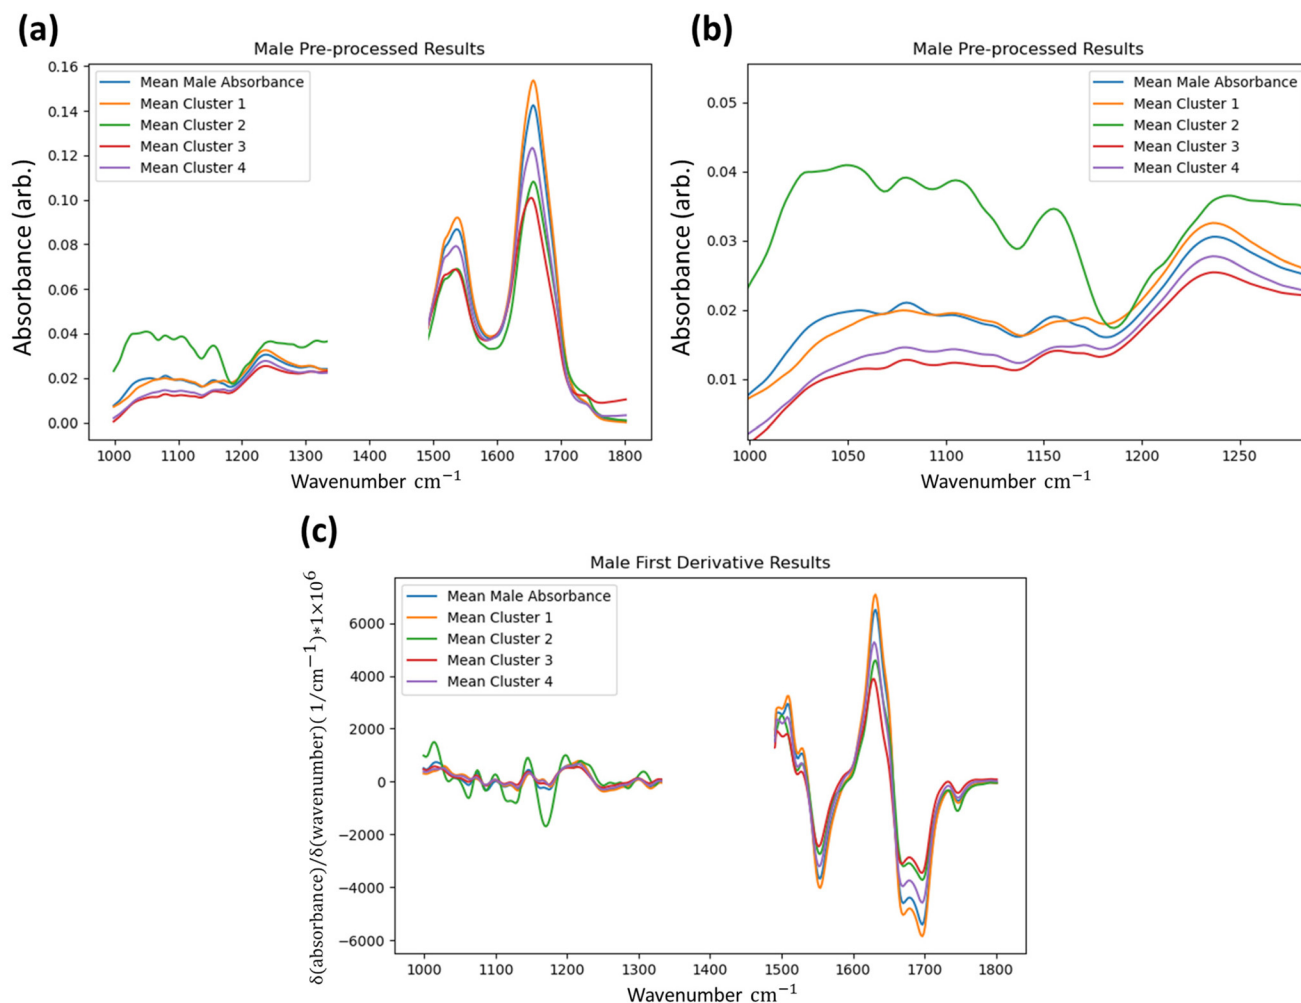 (a)
Male Pre-processed Results
Absorbance (arb.)
0.16
0.14
0.12
0.10
0.08
0.06
0.04
0.02
0.00
Mean Male Absorbance
Mean Cluster 1
Mean Cluster 2
Mean Cluster 3
Mean Cluster 4
1000 1100 1200 1300 1400 1500 1600 1700 1800
Wavenumber cm⁻¹
(b)
Male Pre-processed Results
Absorbance (arb.)
0.05
0.04
0.03
0.02
0.01
Mean Male Absorbance
Mean Cluster 1
Mean Cluster 2
Mean Cluster 3
Mean Cluster 4
1000 1050 1100 1150 1200 1250
Wavenumber cm⁻¹
(c)
Male First Derivative Results
δ(absorbance)/δ(wavenumber)(1/cm⁻¹)*1×10⁶
6000
4000
2000
0
−2000
−4000
−6000
Mean Male Absorbance
Mean Cluster 1
Mean Cluster 2
Mean Cluster 3
Mean Cluster 4
1000 1100 1200 1300 1400 1500 1600 1700 1800
Wavenumber cm⁻¹